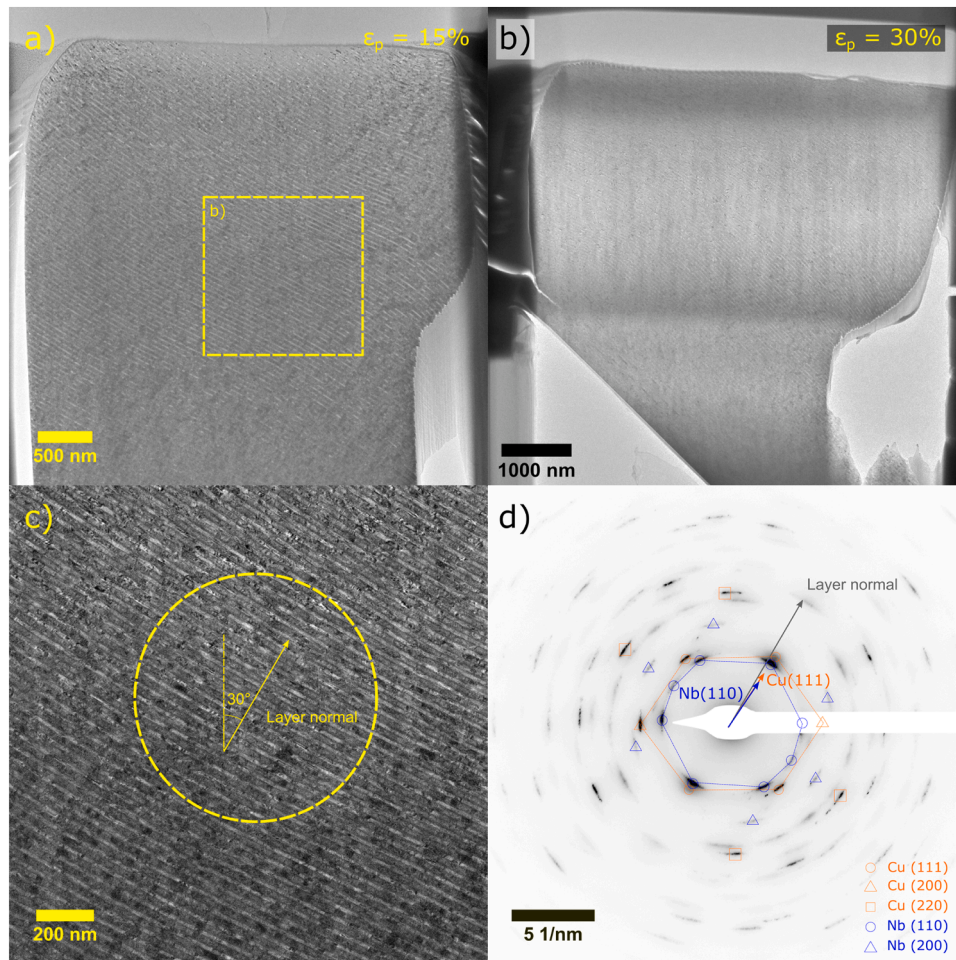 a)
εₚ = 15%
b)
500 nm
b)
εₚ = 30%
1000 nm
c)
30°
Layer normal
200 nm
d)
Layer normal
Cu(111)
Nb(110)
5 1/nm
Cu (111)
Cu (200)
Cu (220)
Nb (110)
Nb (200)